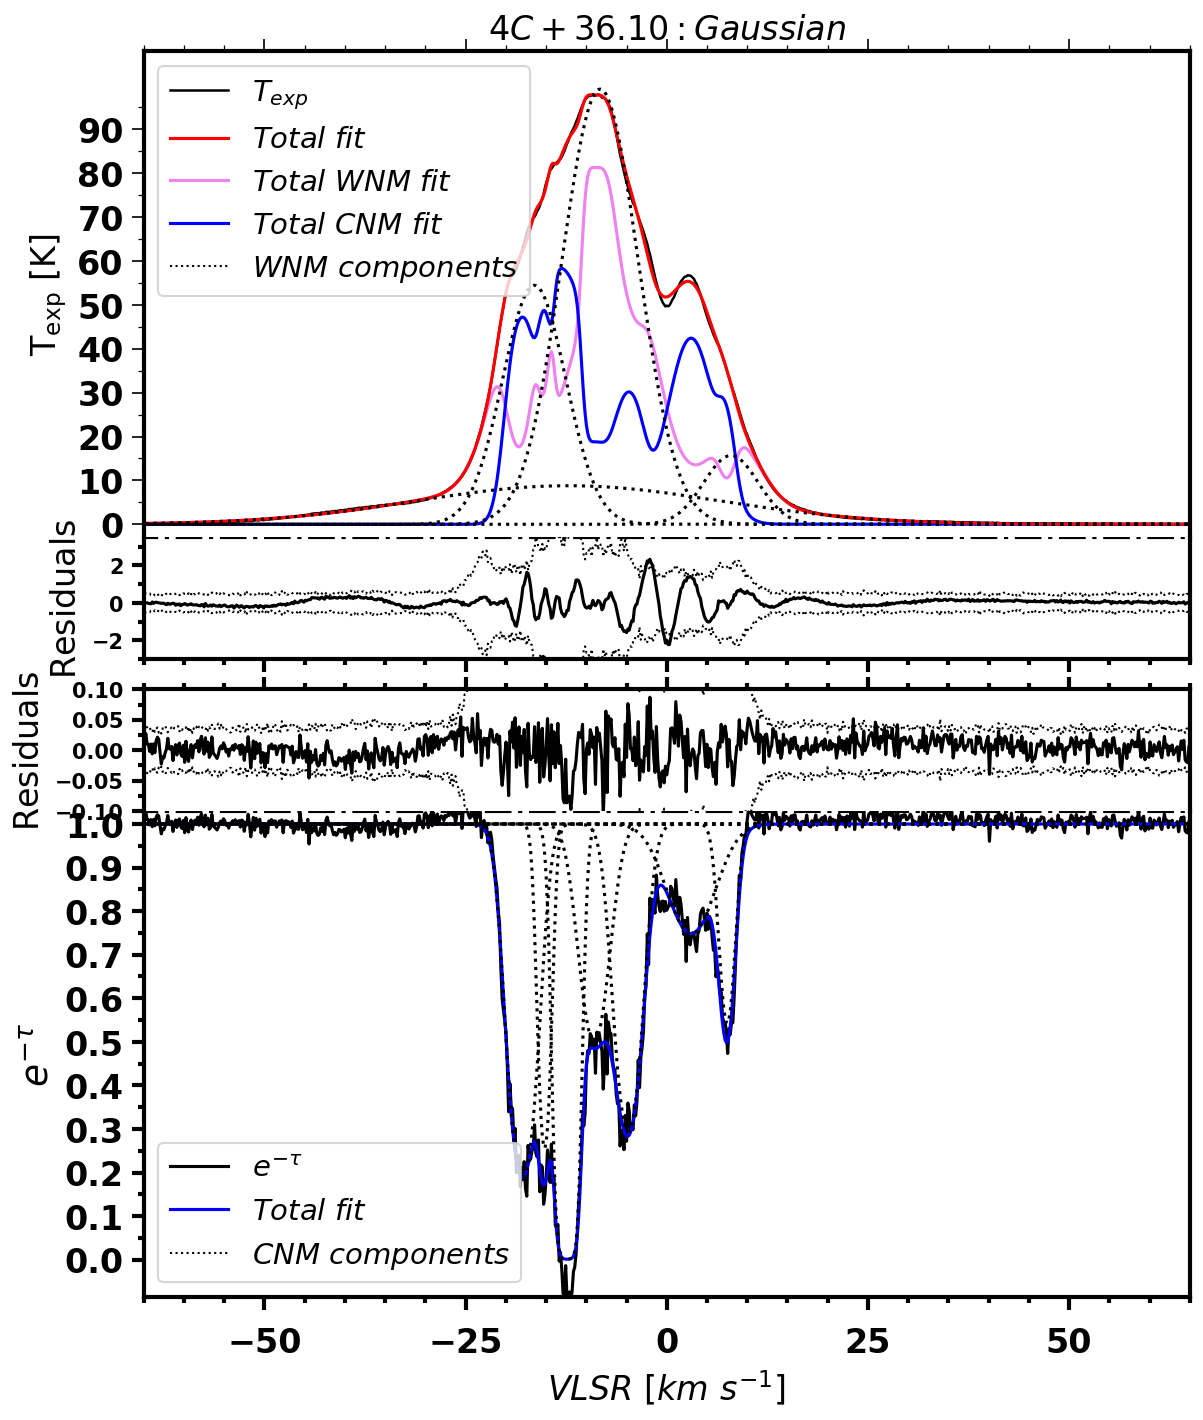 4C + 36.10 : Gaussian
T_exp
Total fit
Total WNM fit
Total CNM fit
WNM components
T_exp [K]
90
80
70
60
50
40
30
20
10
0
Residuals
2
0
−2
Residuals
0.10
0.05
0.00
−0.05
−0.10
e^−τ
1.0
0.9
0.8
0.7
0.6
0.5
0.4
0.3
0.2
0.1
0.0
e^−τ
Total fit
CNM components
−50
−25
0
25
50
VLSR [km s^−1]